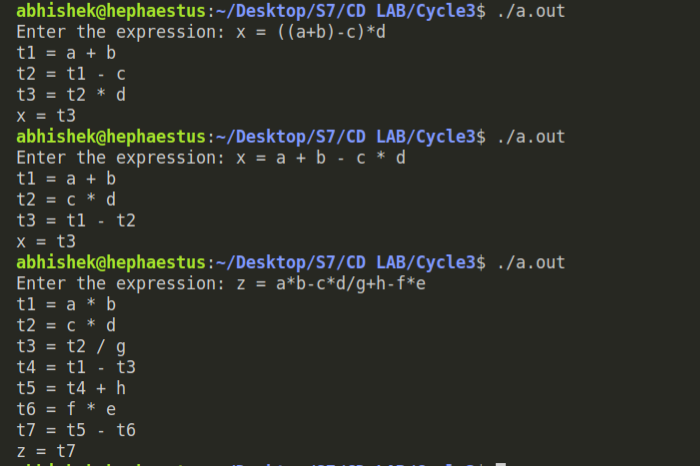 abhishek@hephaestus:~/Desktop/S7/CD LAB/Cycle3$ ./a.out
Enter the expression: x = ((a+b)-c)*d
t1 = a + b
t2 = t1 - c
t3 = t2 * d
x = t3
abhishek@hephaestus:~/Desktop/S7/CD LAB/Cycle3$ ./a.out
Enter the expression: x = a + b - c * d
t1 = a + b
t2 = c * d
t3 = t1 - t2
x = t3
abhishek@hephaestus:~/Desktop/S7/CD LAB/Cycle3$ ./a.out
Enter the expression: z = a*b-c*d/g+h-f*e
t1 = a * b
t2 = c * d
t3 = t2 / g
t4 = t1 - t3
t5 = t4 + h
t6 = f * e
t7 = t5 - t6
z = t7